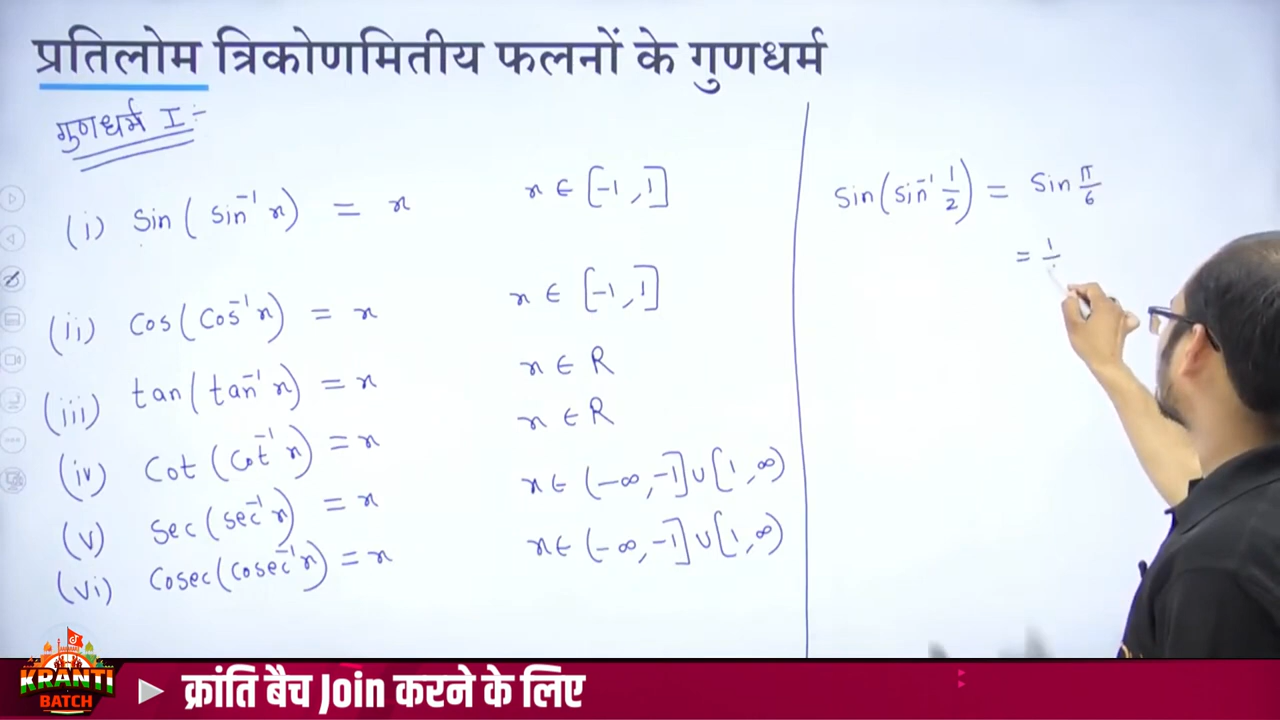 प्रतिलोम त्रिकोणमितीय फलनों के गुणधर्म
गुणधर्म I :-
(i) Sin ( sin⁻¹ x) = x   x ∈ [-1, 1]
(ii) Cos (Cos⁻¹ x) = x   x ∈ [-1, 1]
(iii) tan (tan⁻¹ x) = x   x ∈ R
(iv) Cot (Cot⁻¹ x) = x   x ∈ R
(v) Sec (sec⁻¹ x) = x   x ∈ (-∞, -1] ∪ [1, ∞)
(vi) Cosec (Cosec⁻¹ x) = x   x ∈ (-∞, -1] ∪ [1, ∞)
Sin (sin⁻¹ 1/2) = Sin π/6
= 1/
KRANTI
BATCH
क्रांति बैच Join करने के लिए